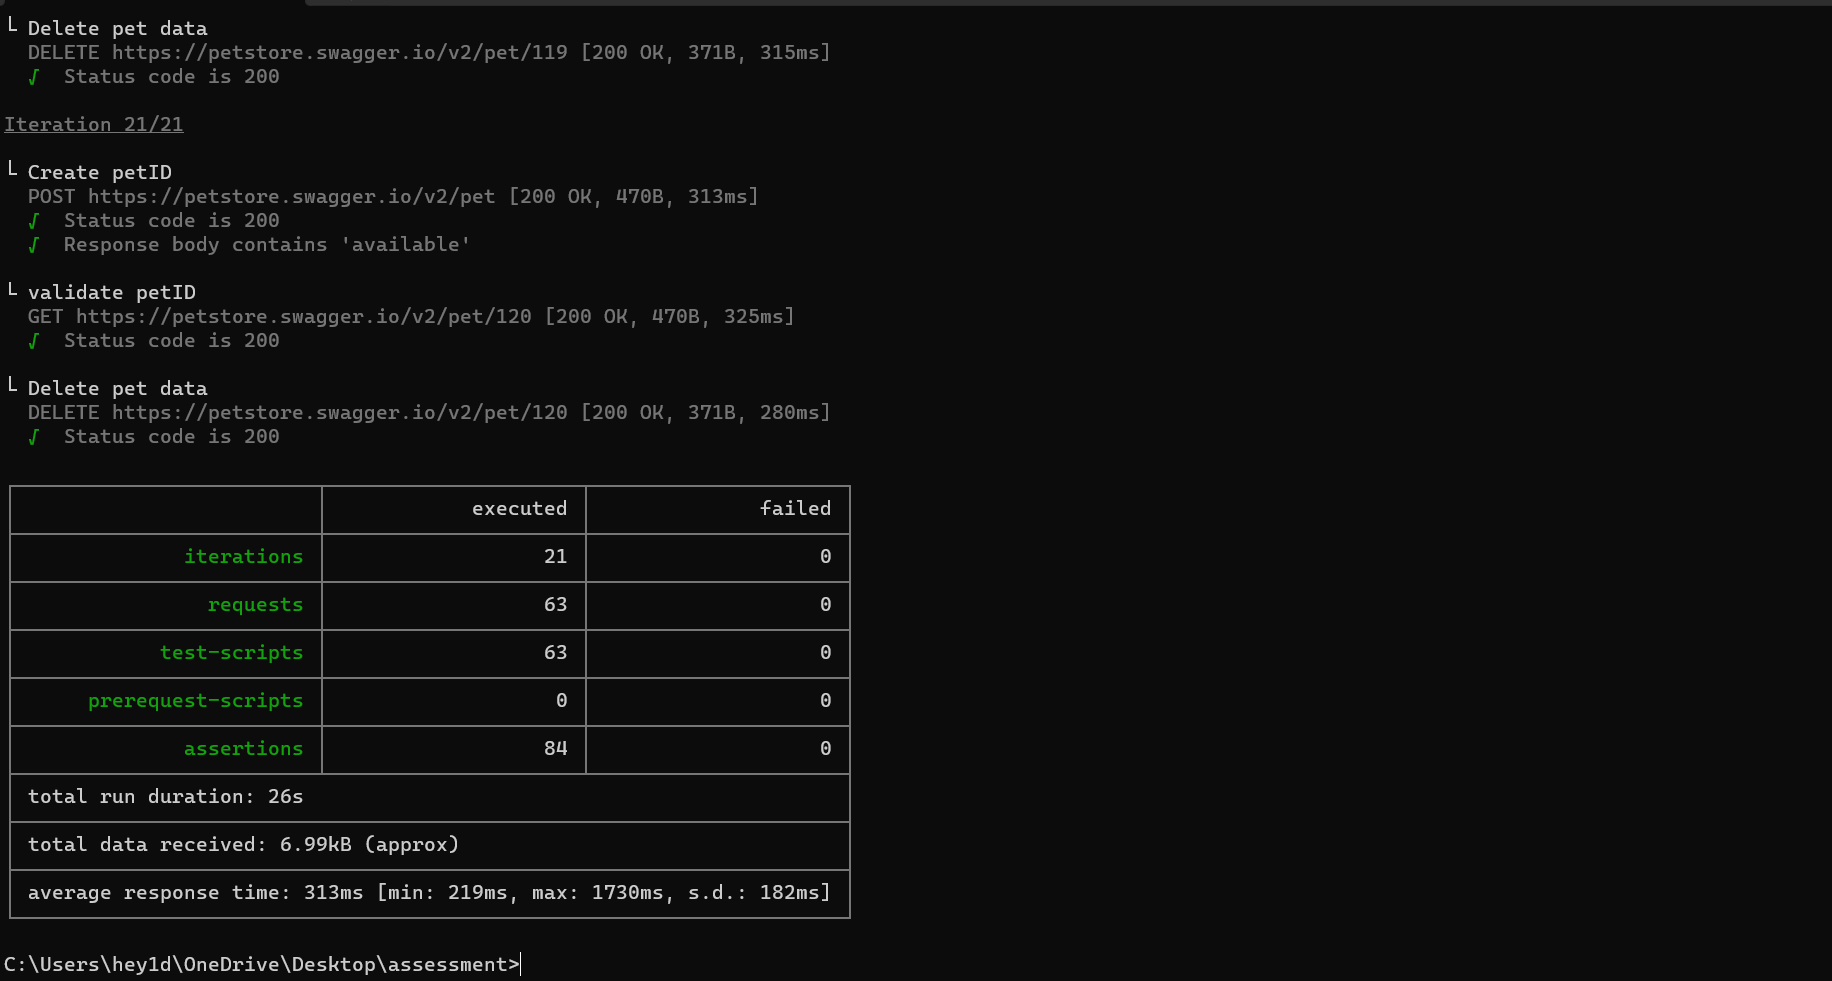 └ Delete pet data
DELETE https://petstore.swagger.io/v2/pet/119 [200 OK, 371B, 315ms]
√ Status code is 200
Iteration 21/21
└ Create petID
POST https://petstore.swagger.io/v2/pet [200 OK, 470B, 313ms]
√ Status code is 200
√ Response body contains 'available'
└ validate petID
GET https://petstore.swagger.io/v2/pet/120 [200 OK, 470B, 325ms]
√ Status code is 200
└ Delete pet data
DELETE https://petstore.swagger.io/v2/pet/120 [200 OK, 371B, 280ms]
√ Status code is 200
executed failed
iterations 21 0
requests 63 0
test-scripts 63 0
prerequest-scripts 0 0
assertions 84 0
total run duration: 26s
total data received: 6.99kB (approx)
average response time: 313ms [min: 219ms, max: 1730ms, s.d.: 182ms]
C:\Users\hey1d\OneDrive\Desktop\assessment>